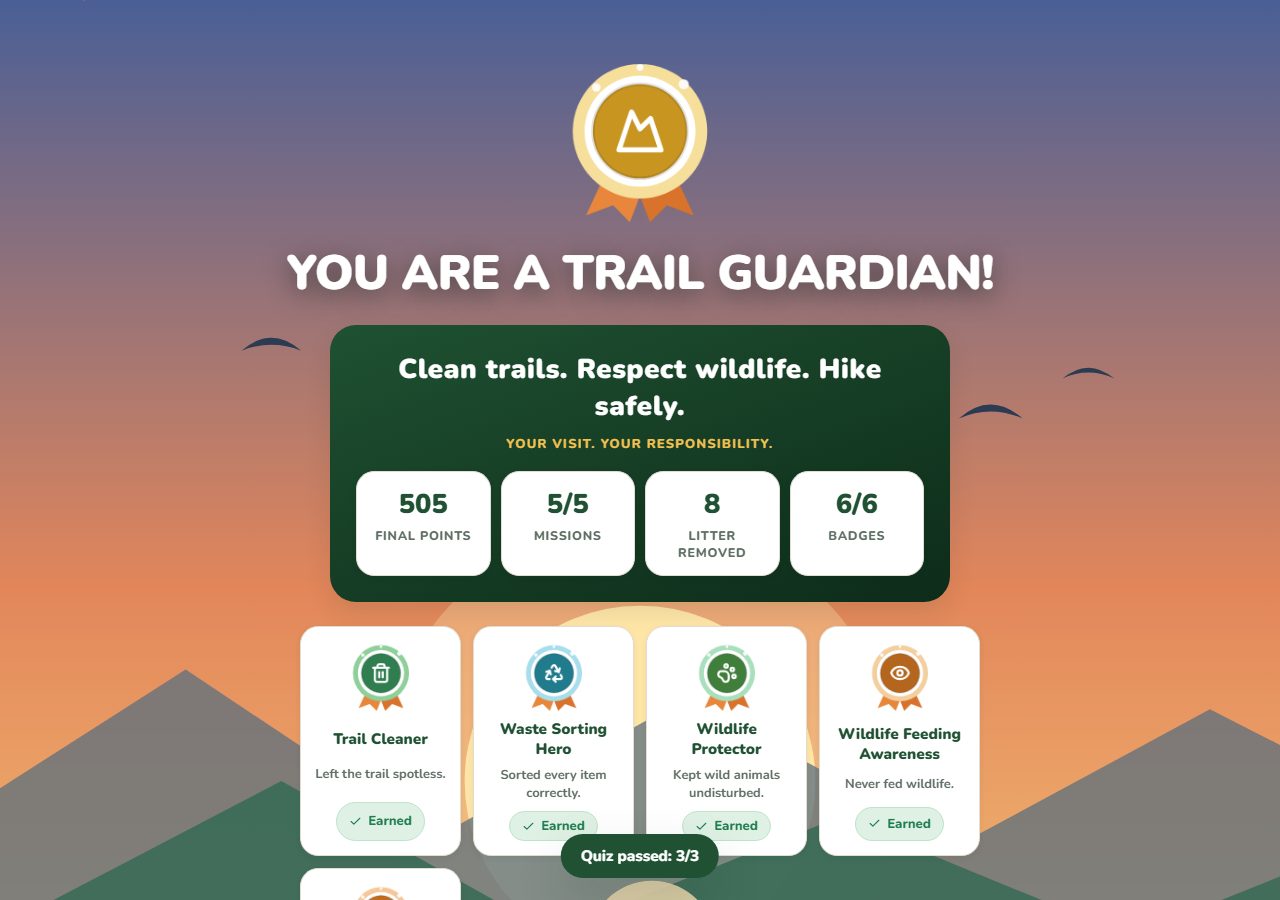 YOU ARE A TRAIL GUARDIAN!
Clean trails. Respect wildlife. Hike
safely.
YOUR VISIT. YOUR RESPONSIBILITY.
505
FINAL POINTS
5/5
MISSIONS
8
LITTER
REMOVED
6/6
BADGES
Trail Cleaner
Left the trail spotless.
Earned
Waste Sorting
Hero
Sorted every item
correctly.
Earned
Wildlife
Protector
Kept wild animals
undisturbed.
Earned
Wildlife Feeding
Awareness
Never fed wildlife.
Earned
Quiz passed: 3/3